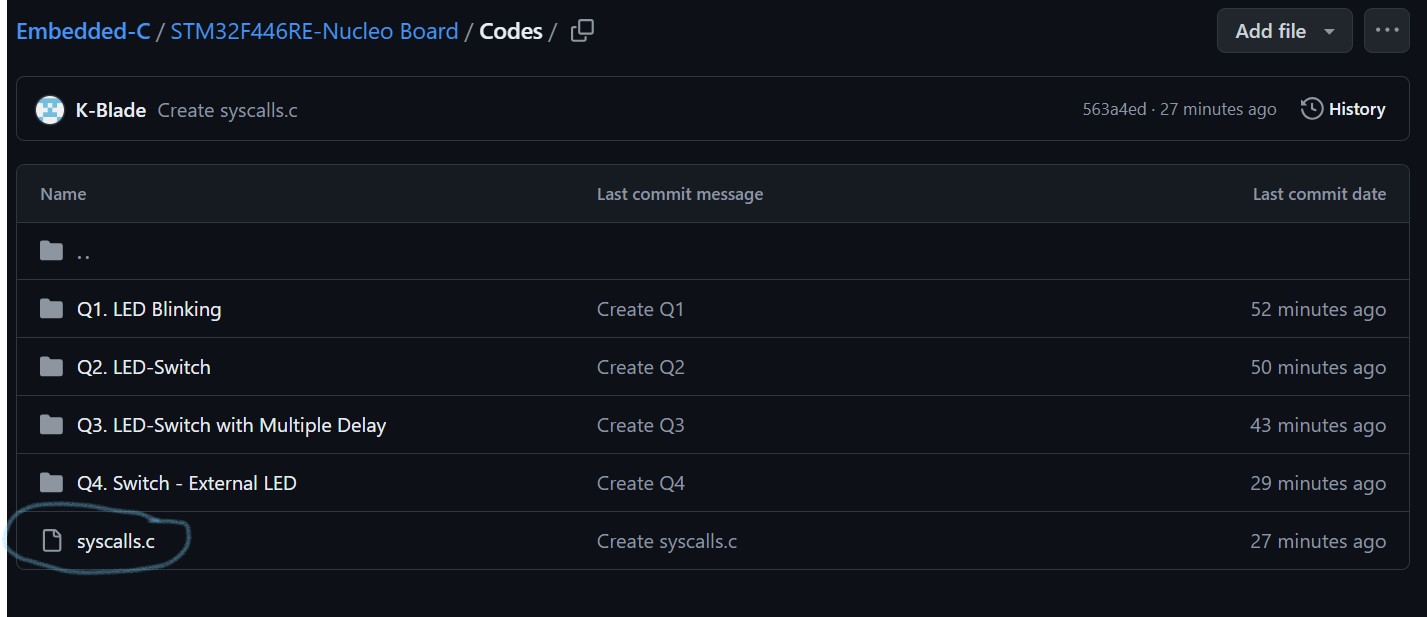 Embedded-C / STM32F446RE-Nucleo Board / Codes /
Add file
K-Blade Create syscalls.c
563a4ed · 27 minutes ago
History
Name Last commit message Last commit date
..
Q1. LED Blinking Create Q1 52 minutes ago
Q2. LED-Switch Create Q2 50 minutes ago
Q3. LED-Switch with Multiple Delay Create Q3 43 minutes ago
Q4. Switch - External LED Create Q4 29 minutes ago
syscalls.c Create syscalls.c 27 minutes ago